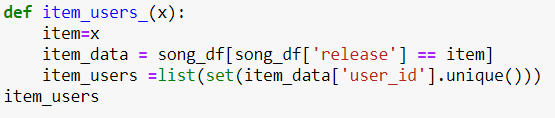 def item_users_(x):
    item=x
    item_data = song_df[song_df['release'] == item]
    item_users =list(set(item_data['user_id'].unique()))
item_users